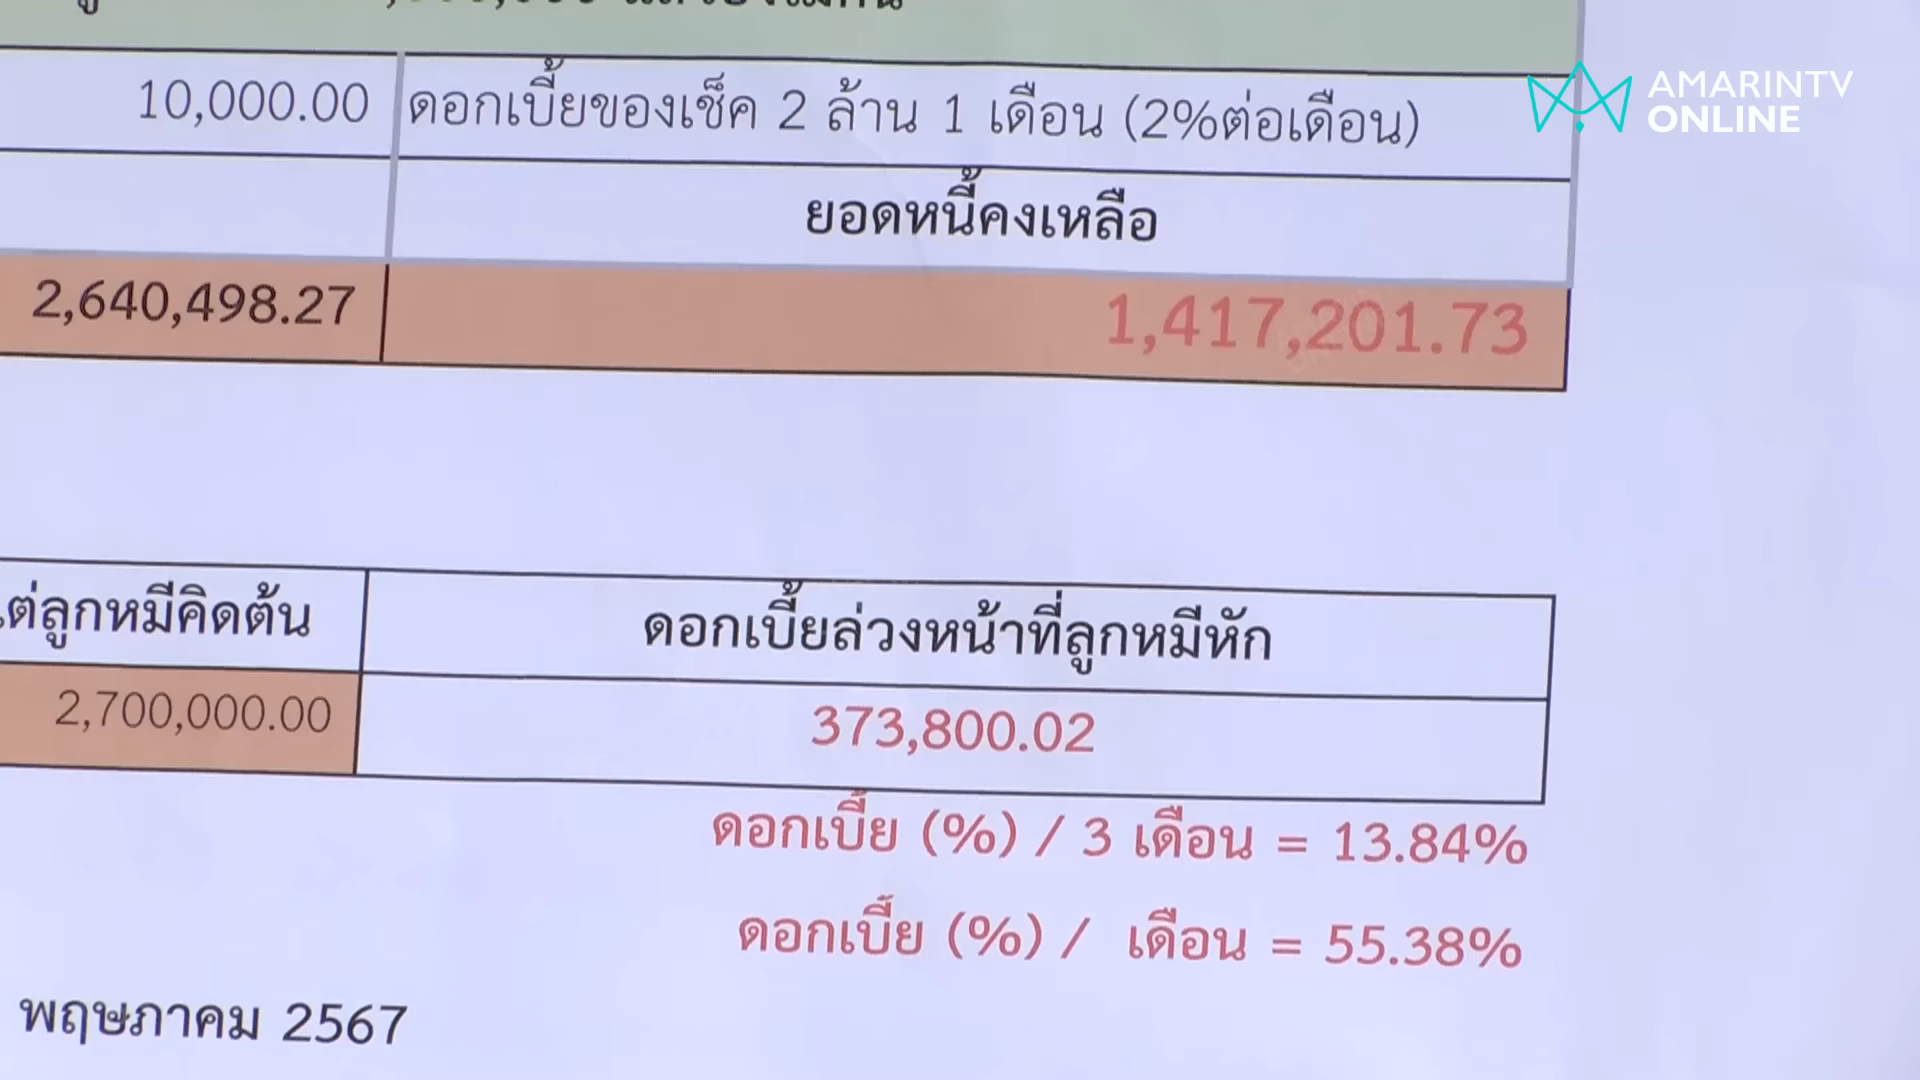 10,000.00 ดอกเบี้ยของเช็ค 2 ล้าน 1 เดือน (2%ต่อเดือน)
AMARINTV
ONLINE
ยอดหนี้คงเหลือ
2,640,498.27 1,417,201.73
ต่ลูกหมีคิดต้น ดอกเบี้ยล่วงหน้าที่ลูกหมีหัก
2,700,000.00 373,800.02
ดอกเบี้ย (%) / 3 เดือน = 13.84%
ดอกเบี้ย (%) / เดือน = 55.38%
พฤษภาคม 2567